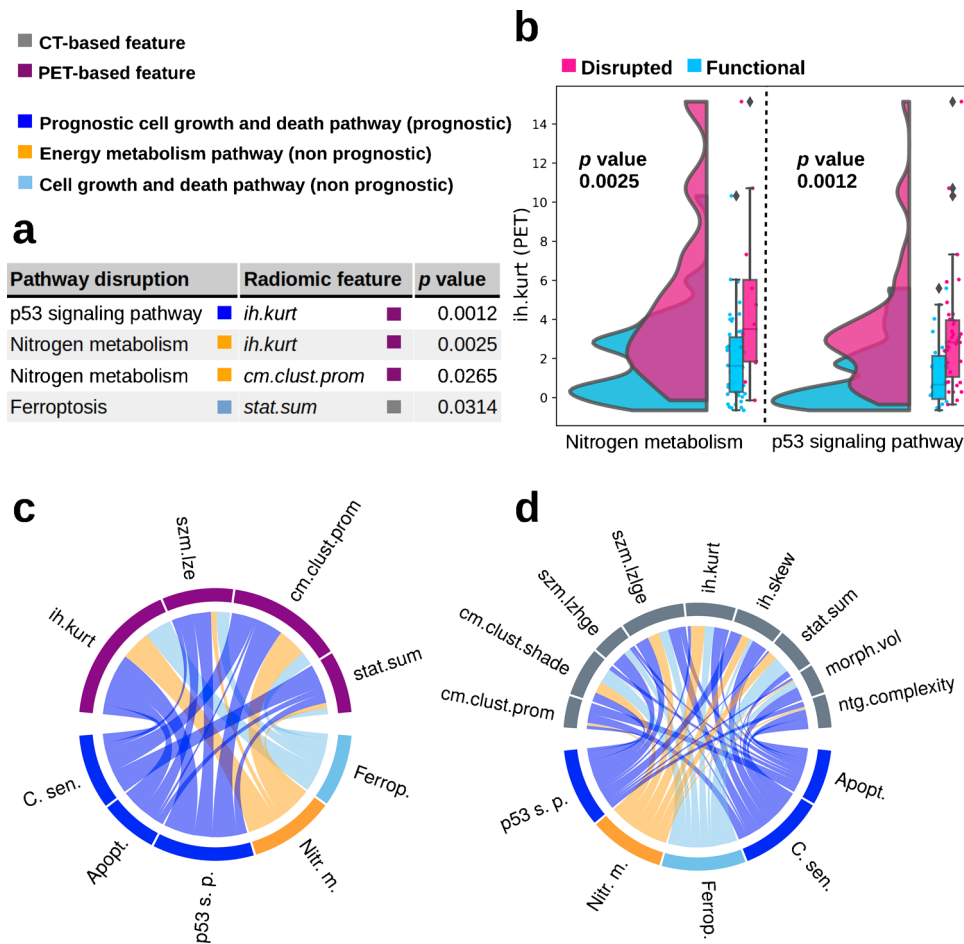 CT-based feature
PET-based feature
Prognostic cell growth and death pathway (prognostic)
Energy metabolism pathway (non prognostic)
Cell growth and death pathway (non prognostic)
a
Pathway disruption Radiomic feature p value
p53 signaling pathway ih.kurt 0.0012
Nitrogen metabolism ih.kurt 0.0025
Nitrogen metabolism cm.clust.prom 0.0265
Ferroptosis stat.sum 0.0314
b
Disrupted Functional
ih.kurt (PET)
14
12
10
8
6
4
2
0
p value
0.0025
p value
0.0012
Nitrogen metabolism p53 signaling pathway
c
ih.kurt
szm.lze
cm.clust.prom
stat.sum
Ferrop.
Nitr. m.
p53 s. p.
Apopt.
C. sen.
d
cm.clust.prom
cm.clust.shade
szm.lzhge
szm.lzlge
ih.kurt
ih.skew
stat.sum
morph.vol
ntg.complexity
Apopt.
C. sen.
Ferrop.
Nitr. m.
p53 s. p.